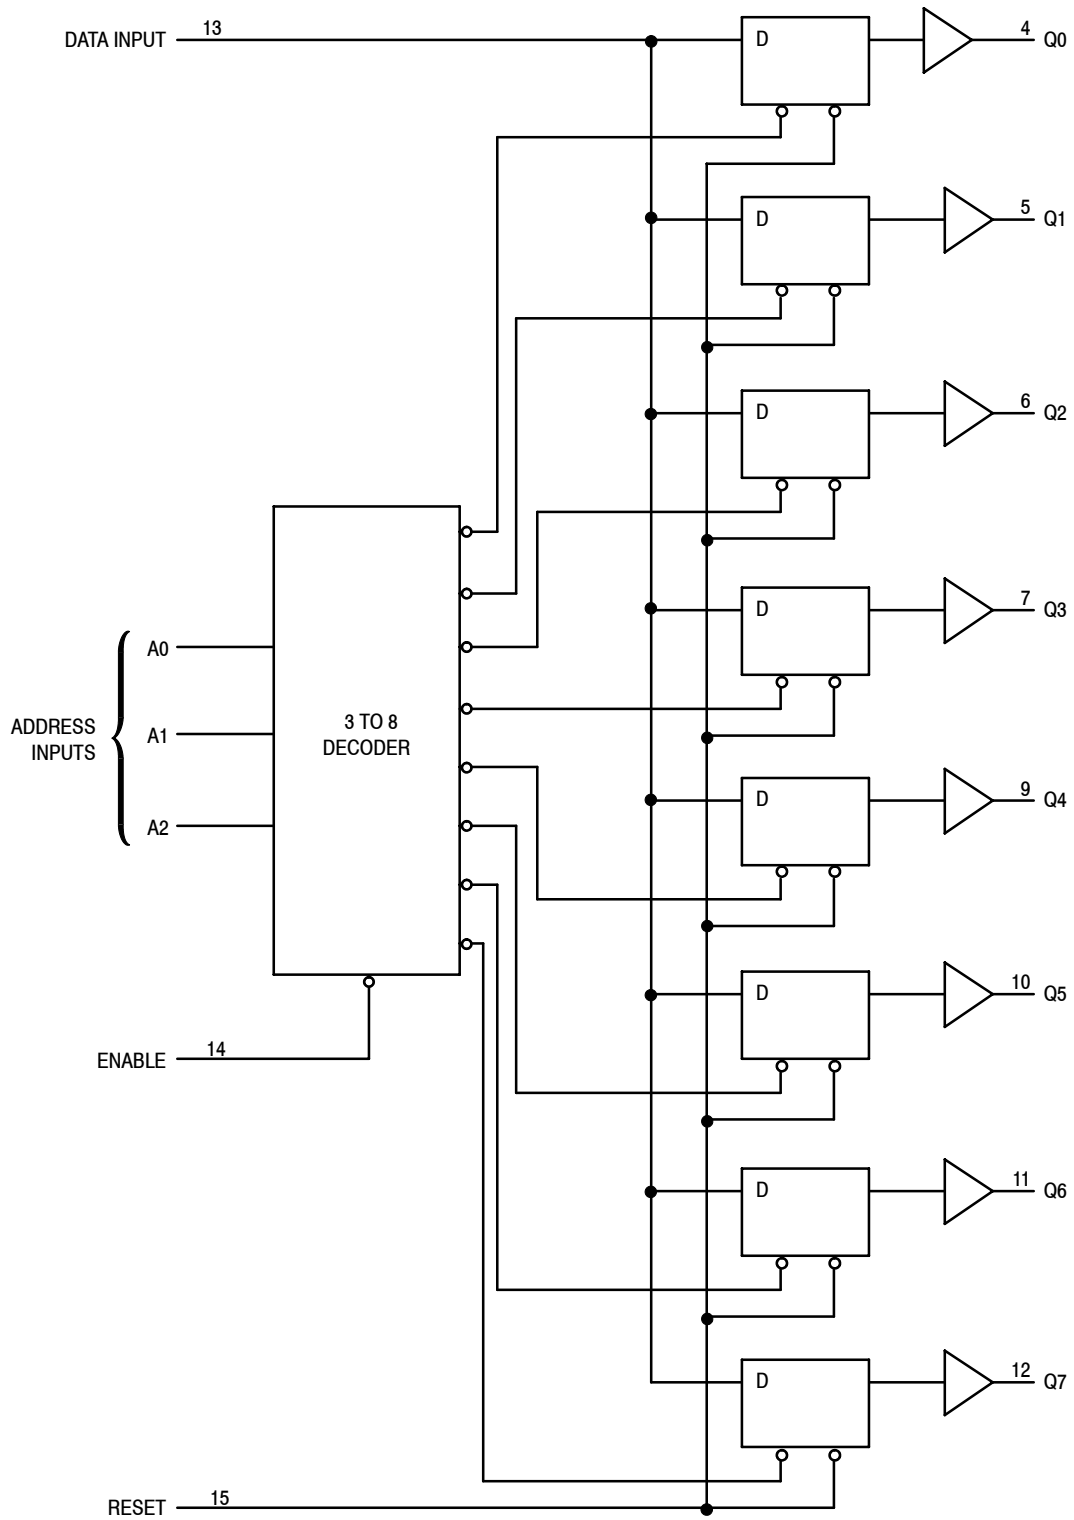 DATA INPUT 13
D
4 Q0
D
5 Q1
D
6 Q2
D
7 Q3
A0
ADDRESS
INPUTS
A1
3 TO 8
DECODER
A2
D
9 Q4
D
10 Q5
ENABLE 14
D
11 Q6
D
12 Q7
RESET 15